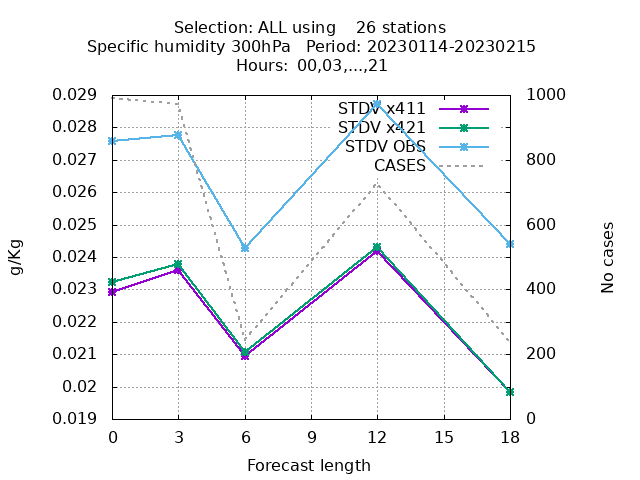 Selection: ALL using    26 stations
Specific humidity 300hPa   Period: 20230114-20230215
Hours: 00,03,...,21
0.029
0.028
0.027
0.026
0.025
0.024
0.023
0.022
0.021
0.02
0.019
g/Kg
STDV x411
STDV x421
STDV OBS
CASES
1000
800
600
400
200
0
No cases
0 3 6 9 12 15 18
Forecast length